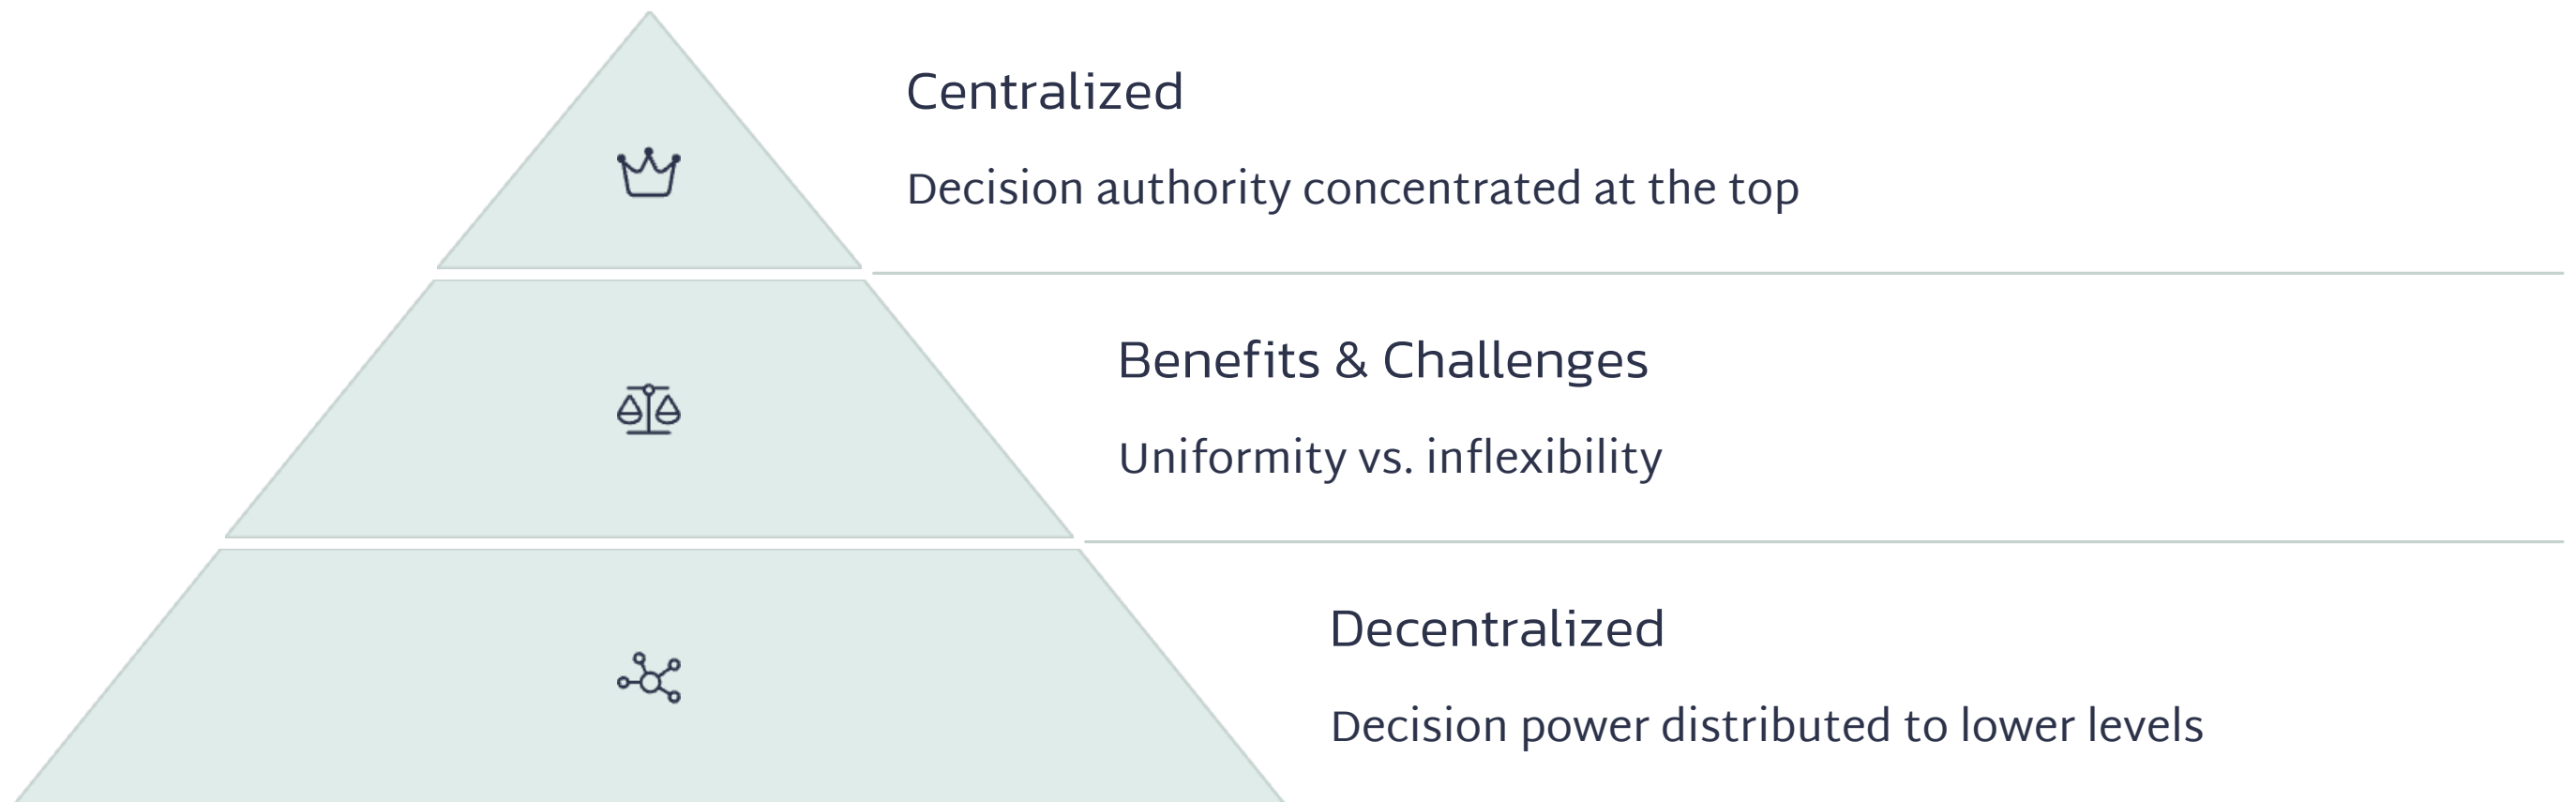 Centralized
Decision authority concentrated at the top
Benefits & Challenges
Uniformity vs. inflexibility
Decentralized
Decision power distributed to lower levels